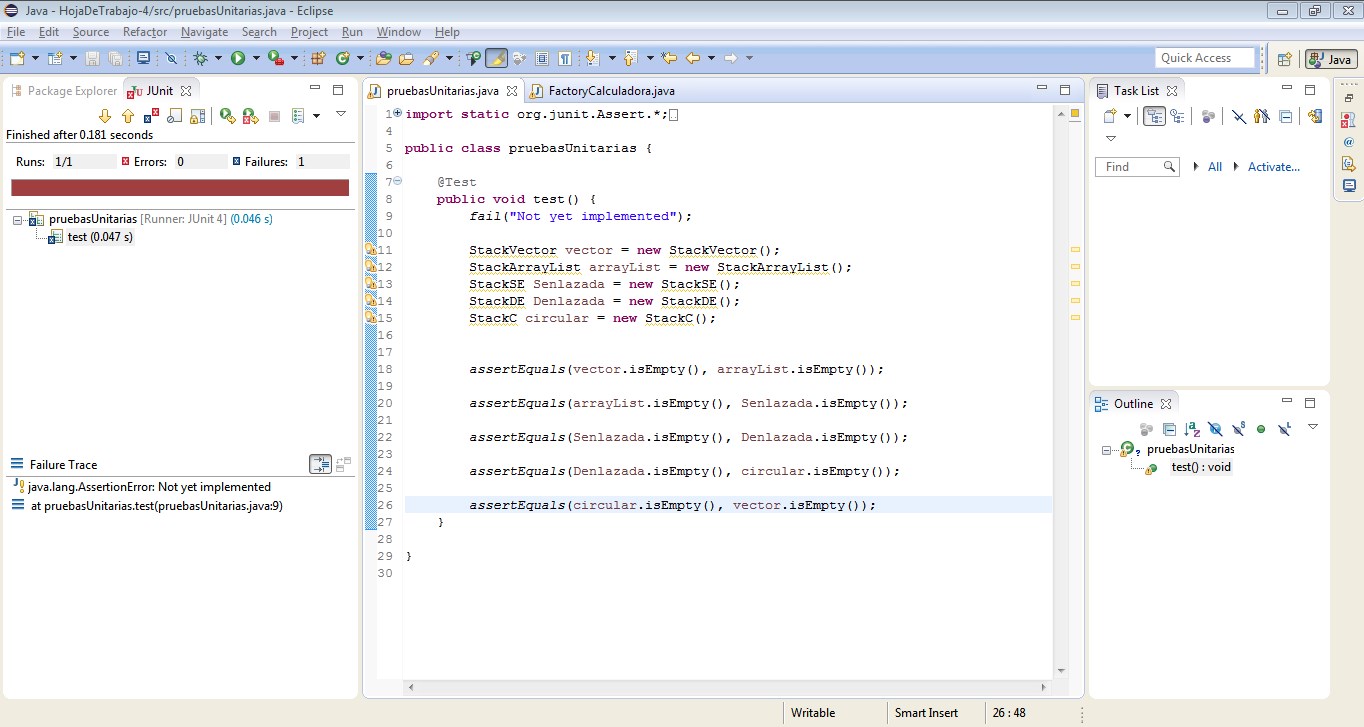 Java - HojaDeTrabajo-4/src/pruebasUnitarias.java - Eclipse
File Edit Source Refactor Navigate Search Project Run Window Help
Quick Access
Java
Package Explorer
JUnit
Finished after 0.181 seconds
Runs: 1/1
Errors: 0
Failures: 1
pruebasUnitarias [Runner: JUnit 4] (0.046 s)
test (0.047 s)
Failure Trace
java.lang.AssertionError: Not yet implemented
at pruebasUnitarias.test(pruebasUnitarias.java:9)
pruebasUnitarias.java
FactoryCalculadora.java
1 import static org.junit.Assert.*;
4
5 public class pruebasUnitarias {
6
7 @Test
8 public void test() {
9 fail("Not yet implemented");
10
11 StackVector vector = new StackVector();
12 StackArrayList arrayList = new StackArrayList();
13 StackSE Senlazada = new StackSE();
14 StackDE Denlazada = new StackDE();
15 StackC circular = new StackC();
16
17
18 assertEquals(vector.isEmpty(), arrayList.isEmpty());
19
20 assertEquals(arrayList.isEmpty(), Senlazada.isEmpty());
21
22 assertEquals(Senlazada.isEmpty(), Denlazada.isEmpty());
23
24 assertEquals(Denlazada.isEmpty(), circular.isEmpty());
25
26 assertEquals(circular.isEmpty(), vector.isEmpty());
27 }
28
29 }
30
Task List
Find
All
Activate...
Outline
pruebasUnitarias
test() : void
Writable
Smart Insert
26 : 48